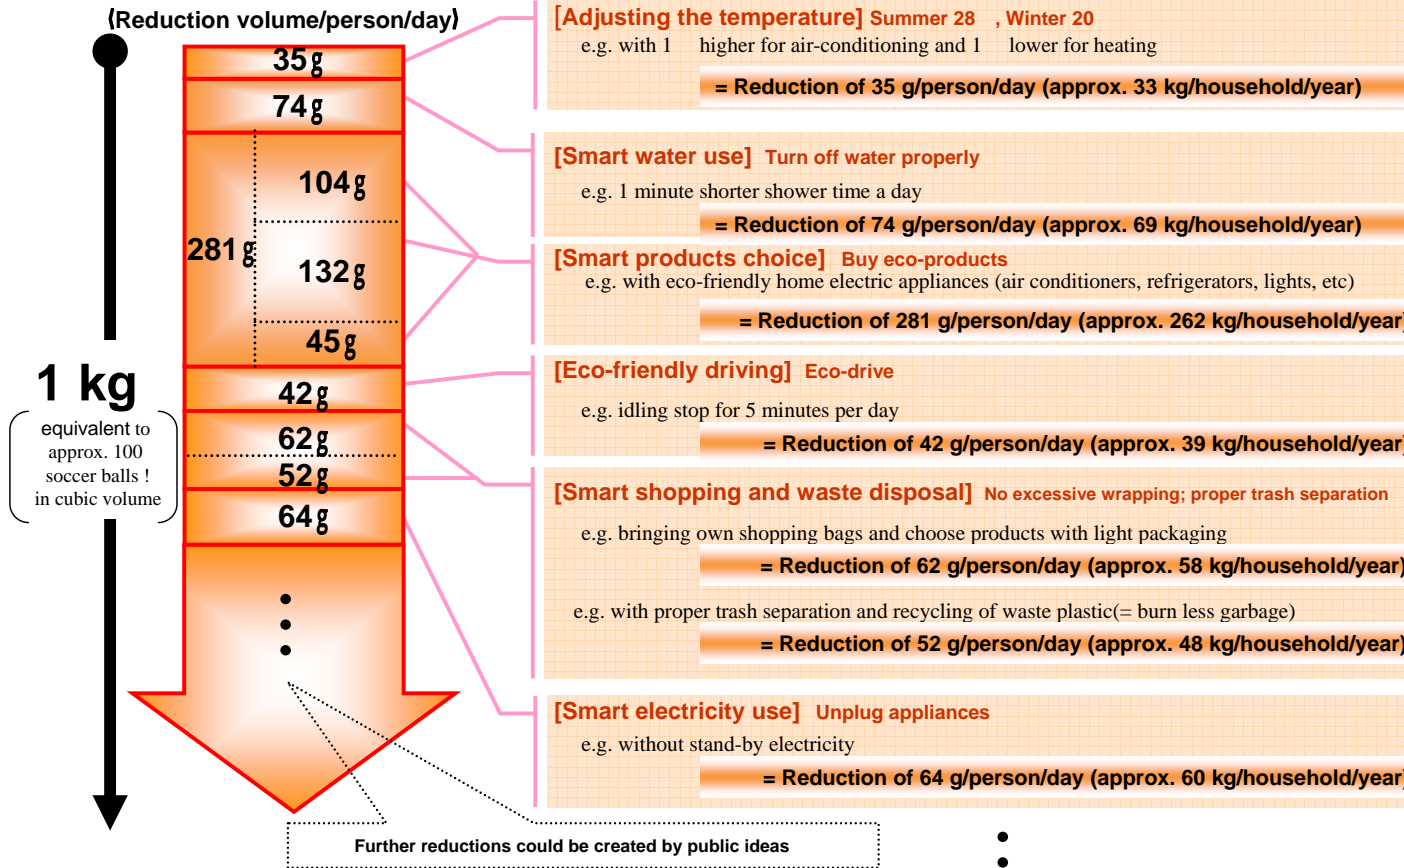 (Reduction volume/person/day)
35g
74g
104g
281g
132g
45g
42g
62g
52g
64g
1 kg
equivalent to
approx. 100
soccer balls !
in cubic volume
[Adjusting the temperature] Summer 28 , Winter 20
e.g. with 1 higher for air-conditioning and 1 lower for heating
= Reduction of 35 g/person/day (approx. 33 kg/household/year)
[Smart water use] Turn off water properly
e.g. 1 minute shorter shower time a day
= Reduction of 74 g/person/day (approx. 69 kg/household/year)
[Smart products choice] Buy eco-products
e.g. with eco-friendly home electric appliances (air conditioners, refrigerators, lights, etc)
= Reduction of 281 g/person/day (approx. 262 kg/household/year)
[Eco-friendly driving] Eco-drive
e.g. idling stop for 5 minutes per day
= Reduction of 42 g/person/day (approx. 39 kg/household/year)
[Smart shopping and waste disposal] No excessive wrapping; proper trash separation
e.g. bringing own shopping bags and choose products with light packaging
= Reduction of 62 g/person/day (approx. 58 kg/household/year)
e.g. with proper trash separation and recycling of waste plastic(= burn less garbage)
= Reduction of 52 g/person/day (approx. 48 kg/household/year)
[Smart electricity use] Unplug appliances
e.g. without stand-by electricity
= Reduction of 64 g/person/day (approx. 60 kg/household/year)
Further reductions could be created by public ideas